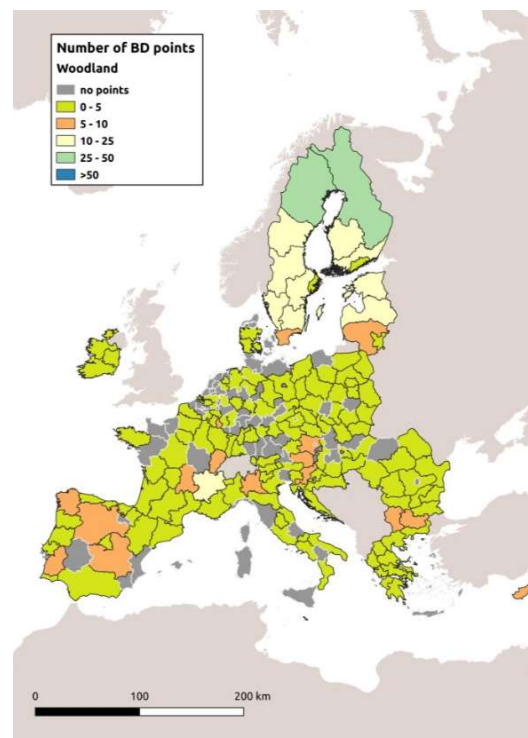 Number of BD points
Woodland
no points
0 - 5
5 - 10
10 - 25
25 - 50
>50
0 100 200 km